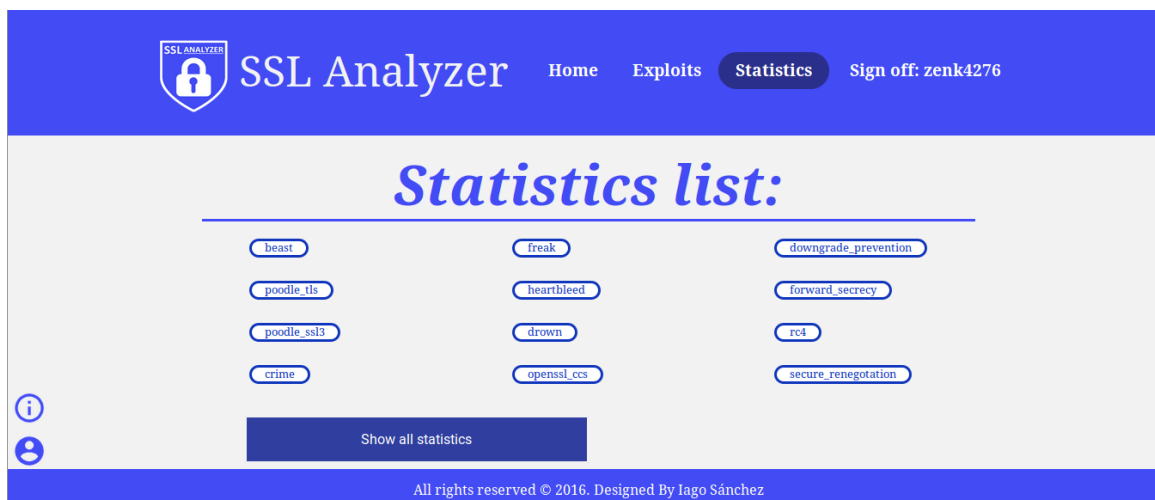 SSL ANALYZER
SSL Analyzer Home Exploits Statistics Sign off: zenk4276
Statistics list:
beast freak downgrade_prevention
poodle_tls heartbleed forward_secrecy
poodle_ssl3 drown rc4
crime openssl_ccs secure_renegotation
Show all statistics
All rights reserved © 2016. Designed By Iago Sánchez